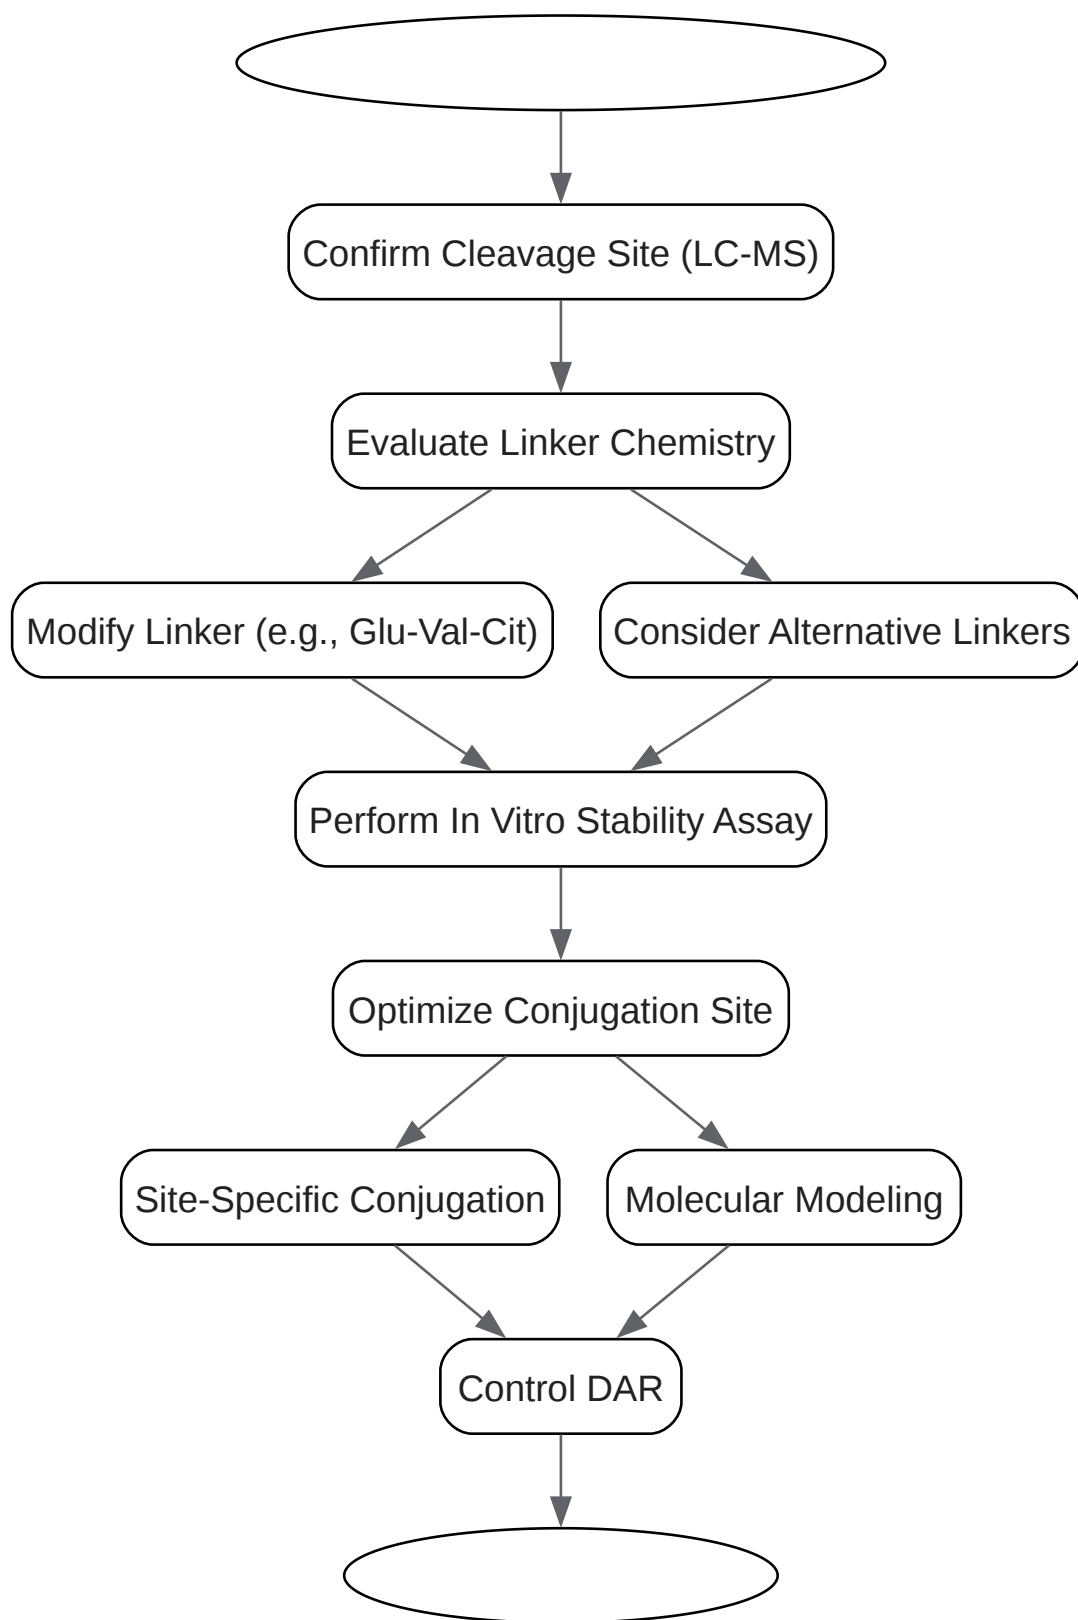 Confirm Cleavage Site (LC-MS)
Evaluate Linker Chemistry
Modify Linker (e.g., Glu-Val-Cit)
Consider Alternative Linkers
Perform In Vitro Stability Assay
Optimize Conjugation Site
Site-Specific Conjugation
Molecular Modeling
Control DAR